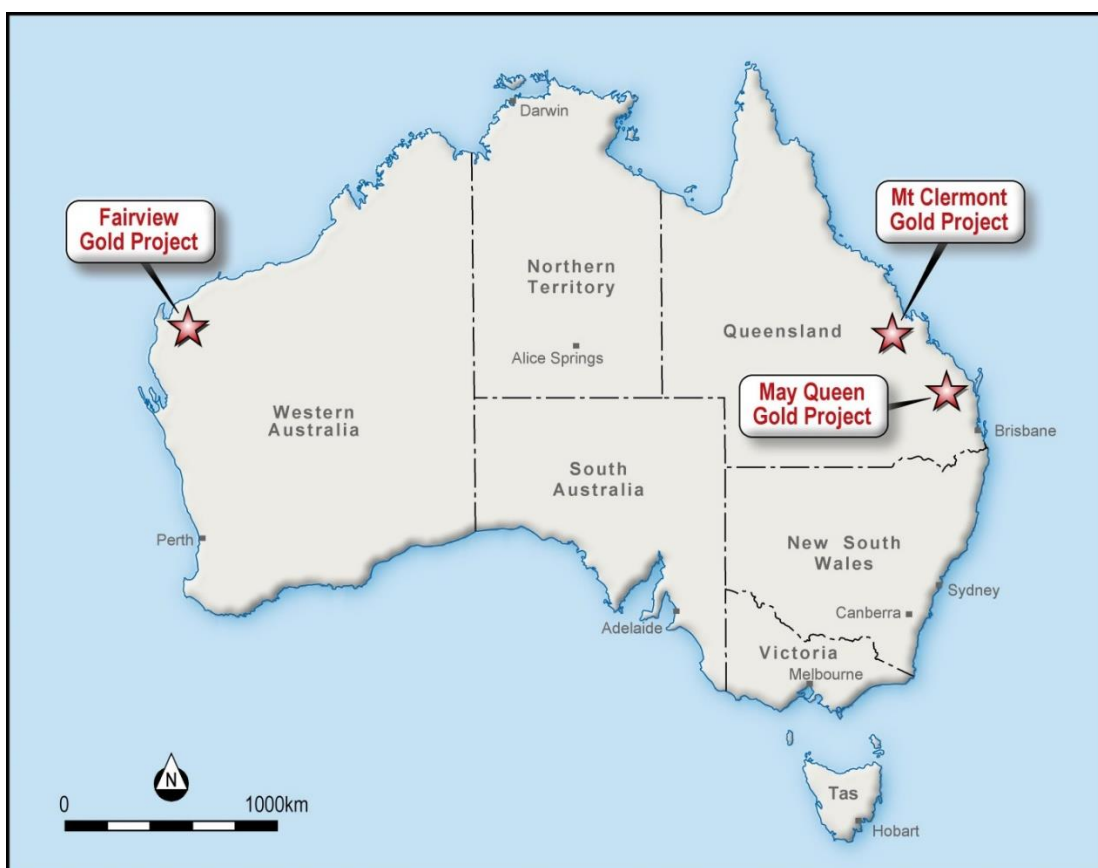 Darwin
Fairview
Gold Project
Mt Clermont
Gold Project
Northern
Territory
Queensland
Alice Springs
May Queen
Gold Project
Western
Australia
Brisbane
South
Australia
Perth
New South
Wales
Sydney
Canberra
Adelaide
Victoria
Melbourne
N
0 1000km
Tas
Hobart